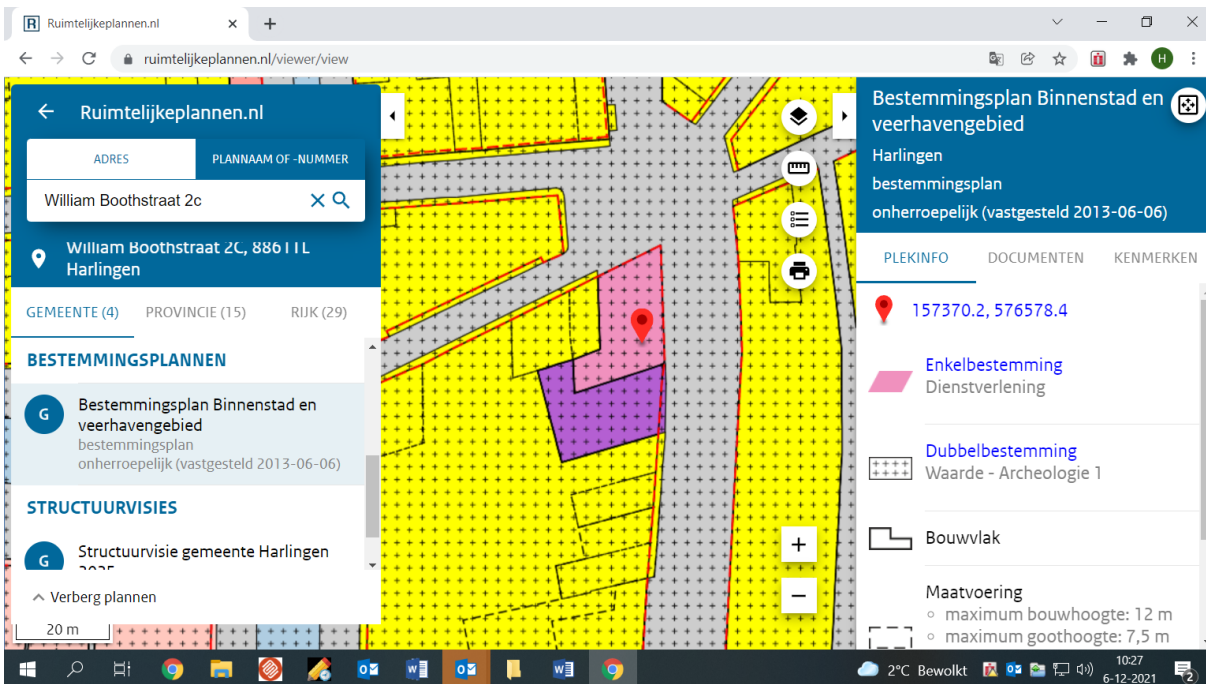 Ruimtelijkeplannen.nl
ruimtelijkeplannen.nl/viewer/view
H
Ruimtelijkeplannen.nl
ADRES
PLANNAAM OF -NUMMER
William Boothstraat 2c
William Boothstraat 2C, 8861TL
Harlingen
GEMEENTE (4)
PROVINCIE (15)
RIJK (29)
BESTEMMINGSPLANNEN
G
Bestemmingsplan Binnenstad en
veerhavengebied
bestemmingsplan
onherroepelijk (vastgesteld 2013-06-06)
STRUCTUURVISIES
G
Structuurvisie gemeente Harlingen
Verberg plannen
20 m
Bestemmingsplan Binnenstad en
veerhavengebied
Harlingen
bestemmingsplan
onherroepelijk (vastgesteld 2013-06-06)
PLEKINFO
DOCUMENTEN
KENMERKEN
157370.2, 576578.4
Enkelbestemming
Dienstverlening
Dubbelbestemming
Waarde - Archeologie 1
Bouwvlak
Maatvoering
maximum bouwhoogte: 12 m
maximum goothoogte: 7,5 m
2°C Bewolkt
10:27
6-12-2021
2